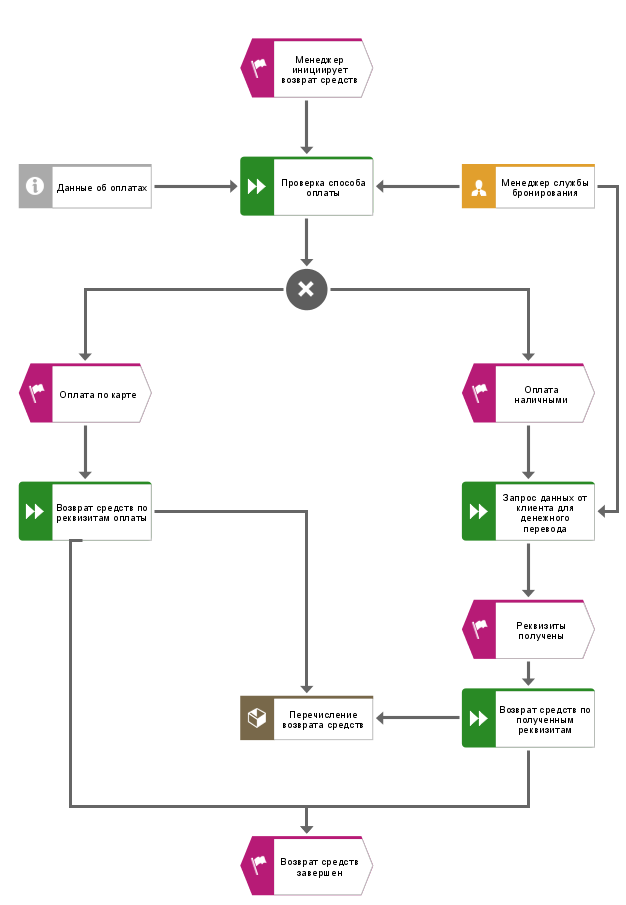 Менеджер
инициирует
возврат средств
Данные об оплатах
Проверка способа
оплаты
Менеджер службы
бронирования
Оплата по карте
Оплата
наличными
Возврат средств по
реквизитам оплаты
Запрос данных от
клиента для
денежного
перевода
Реквизиты
получены
Перечисление
возврата средств
Возврат средств по
полученным
реквизитам
Возврат средств
завершен